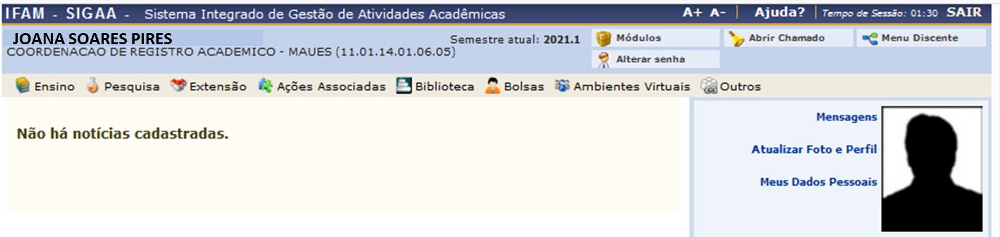 IFAM - SIGAA - Sistema Integrado de Gestão de Atividades Acadêmicas A+ A- | Ajuda? | Tempo de Sessão: 01:30 SAIR
JOANA SOARES PIRES Semestre atual: 2021.1 Módulos Abrir Chamado Menu Discente
COORDENACAO DE REGISTRO ACADEMICO - MAUES (11.01.14.01.06.05) Alterar senha
Ensino Pesquisa Extensão Ações Associadas Biblioteca Bolsas Ambientes Virtuais Outros
Não há notícias cadastradas.
Mensagens
Atualizar Foto e Perfil
Meus Dados Pessoais